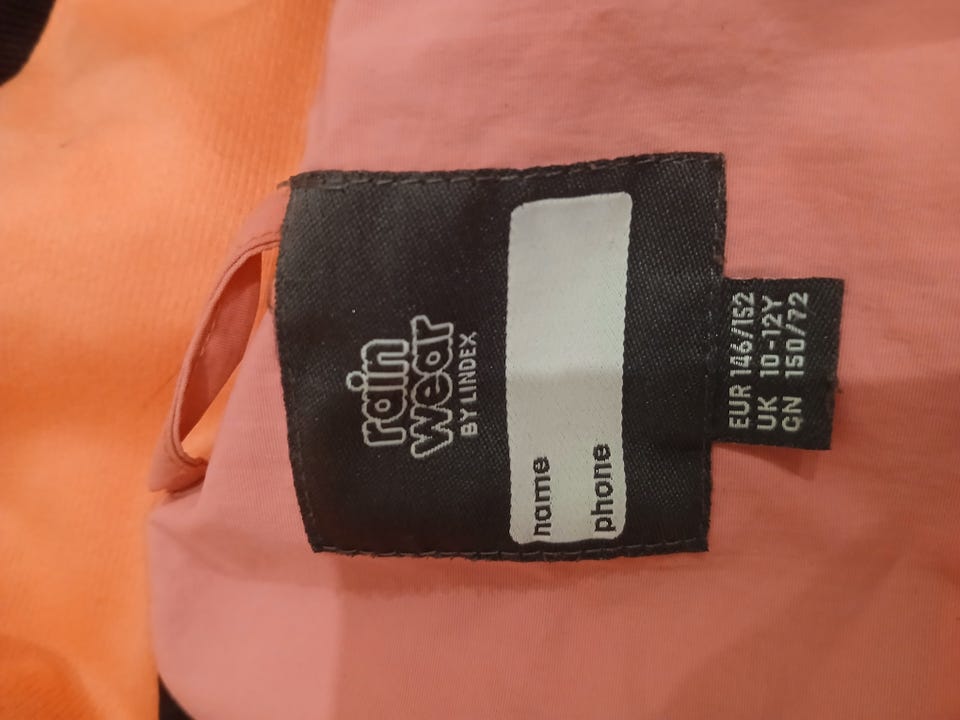 rain
wear
BY LINDEX
name
phone
EUR 146/152
UK 10-12Y
CN 150/72